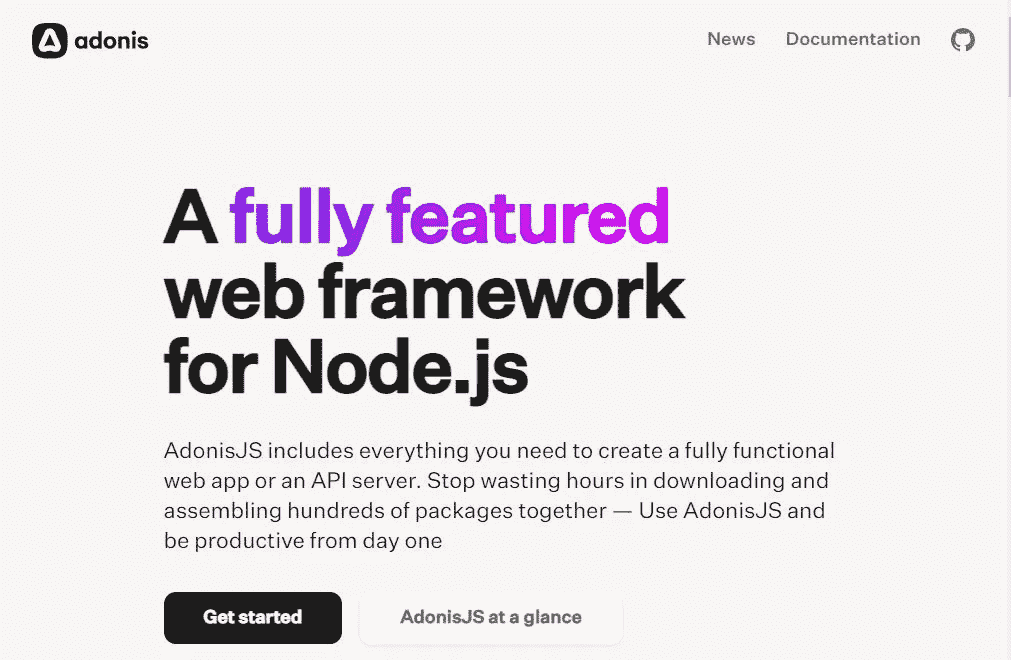 adonis
News
Documentation
A fully featured
web framework
for Node.js
AdonisJS includes everything you need to create a fully functional
web app or an API server. Stop wasting hours in downloading and
assembling hundreds of packages together — Use AdonisJS and
be productive from day one
Get started
AdonisJS at a glance